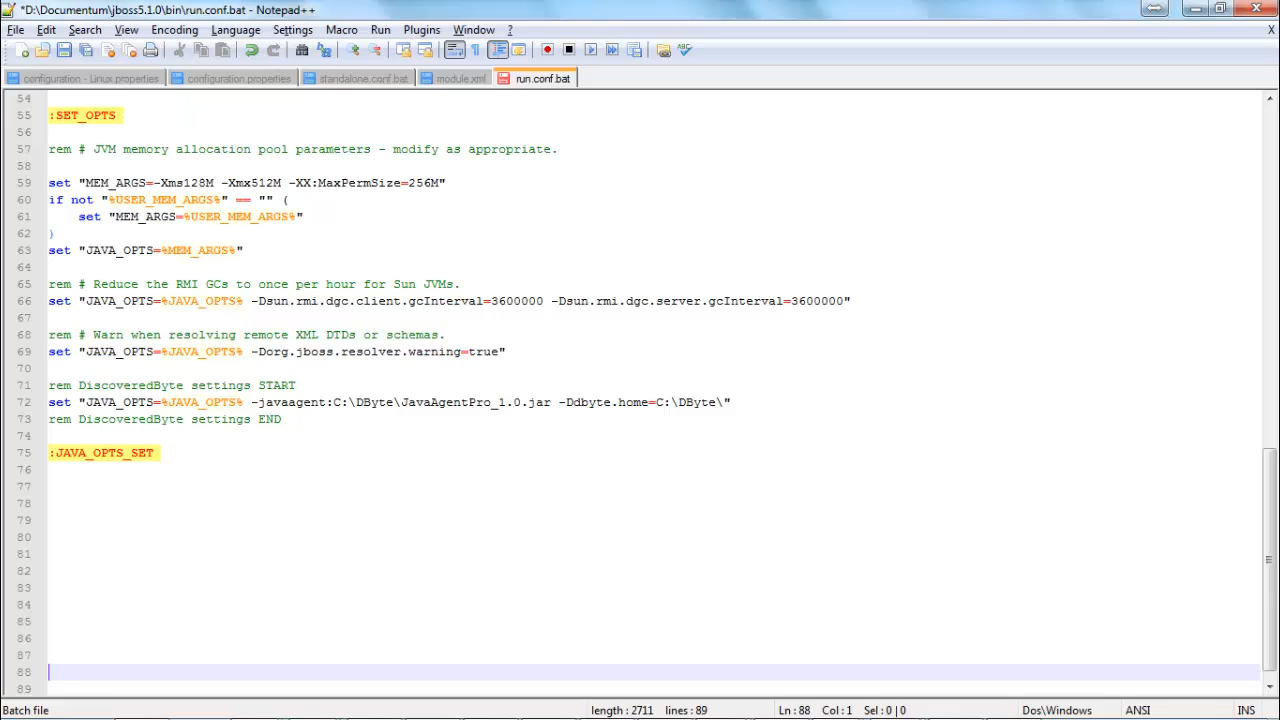 *D:\Documentum\jboss5.1.0\bin\run.conf.bat - Notepad++
File Edit Search View Encoding Language Settings Macro Run Plugins Window ? X
configuration - Linux.properties configuration.properties standalone.conf.bat module.xml run.conf.bat
54
55 :SET_OPTS
56
57 rem # JVM memory allocation pool parameters - modify as appropriate.
58
59 set "MEM_ARGS=-Xms128M -Xmx512M -XX:MaxPermSize=256M"
60 if not "%USER_MEM_ARGS%" == "" (
61 set "MEM_ARGS=%USER_MEM_ARGS%"
62 )
63 set "JAVA_OPTS=%MEM_ARGS%"
64
65 rem # Reduce the RMI GCs to once per hour for Sun JVMs.
66 set "JAVA_OPTS=%JAVA_OPTS% -Dsun.rmi.dgc.client.gcInterval=3600000 -Dsun.rmi.dgc.server.gcInterval=3600000"
67
68 rem # Warn when resolving remote XML DTDs or schemas.
69 set "JAVA_OPTS=%JAVA_OPTS% -Dorg.jboss.resolver.warning=true"
70
71 rem DiscoveredByte settings START
72 set "JAVA_OPTS=%JAVA_OPTS% -javaagent:C:\DByte\JavaAgentPro_1.0.jar -Ddbyte.home=C:\DByte\"
73 rem DiscoveredByte settings END
74
75 :JAVA_OPTS_SET
76
77
78
79
80
81
82
83
84
85
86
87
88
89
Batch file length : 2711 lines : 89 Ln : 88 Col : 1 Sel : 0 | 0 Dos\Windows ANSI INS